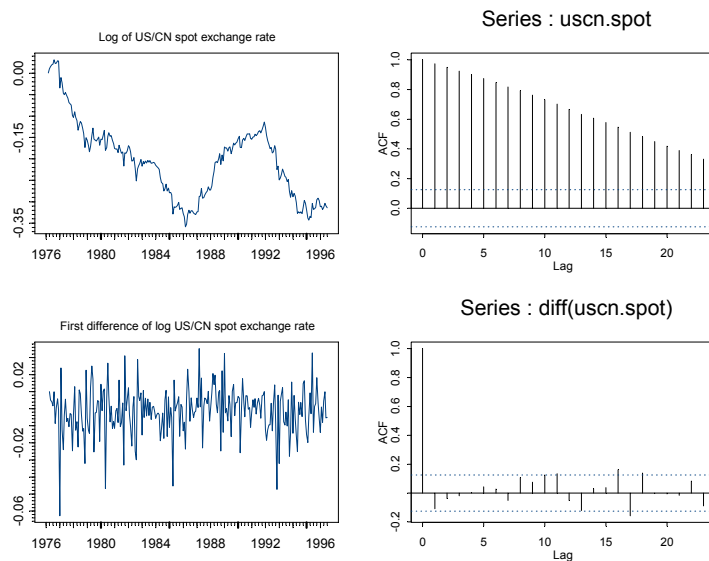 Log of US/CN spot exchange rate
0.00
-0.15
-0.35
1976 1980 1984 1988 1992 1996
Series : uscn.spot
ACF
1.0
0.8
0.6
0.4
0.2
0.0
0 5 10 15 20
Lag
First difference of log US/CN spot exchange rate
0.02
-0.02
-0.06
1976 1980 1984 1988 1992 1996
Series : diff(uscn.spot)
ACF
1.0
0.8
0.6
0.4
0.2
0.0
-0.2
0 5 10 15 20
Lag